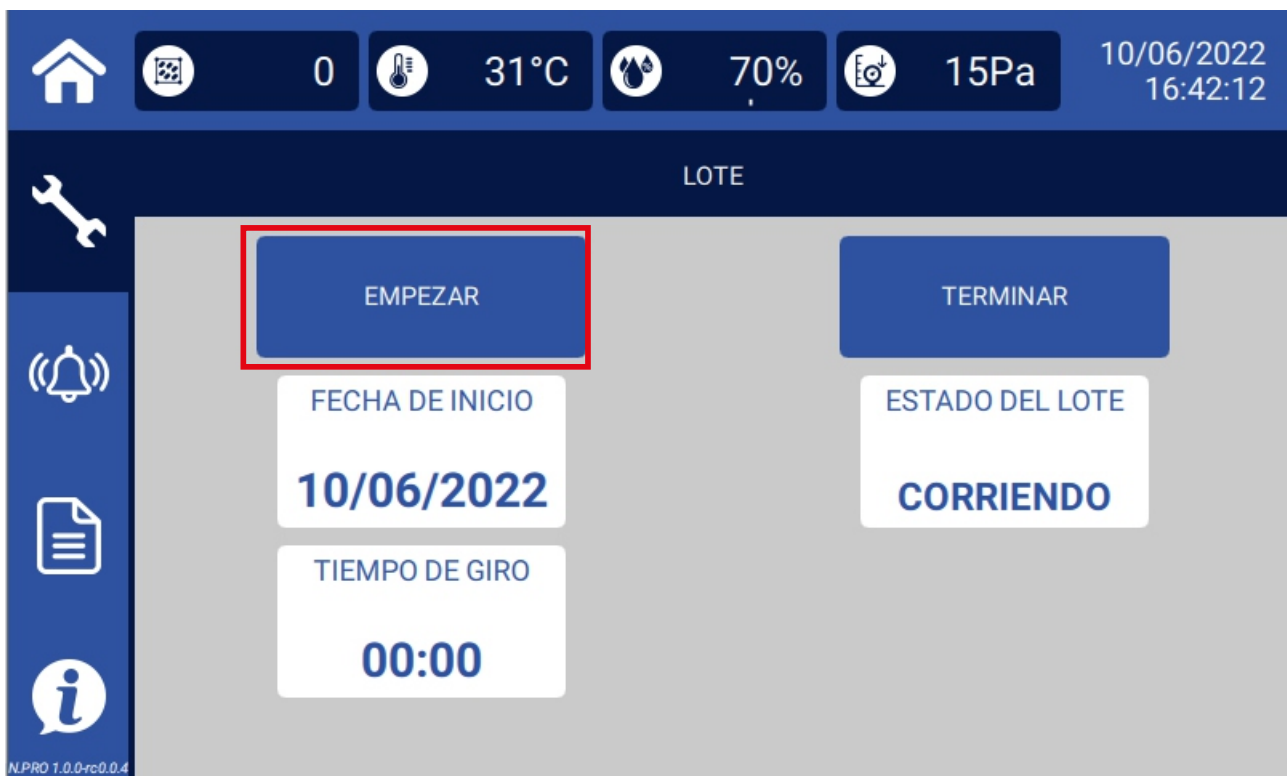 0
31°C
70%
15Pa
10/06/2022
16:42:12
LOTE
EMPEZAR
TERMINAR
FECHA DE INICIO
10/06/2022
ESTADO DEL LOTE
CORRIENDO
TIEMPO DE GIRO
00:00
N.PRO 1.0.0-rc0.0.4